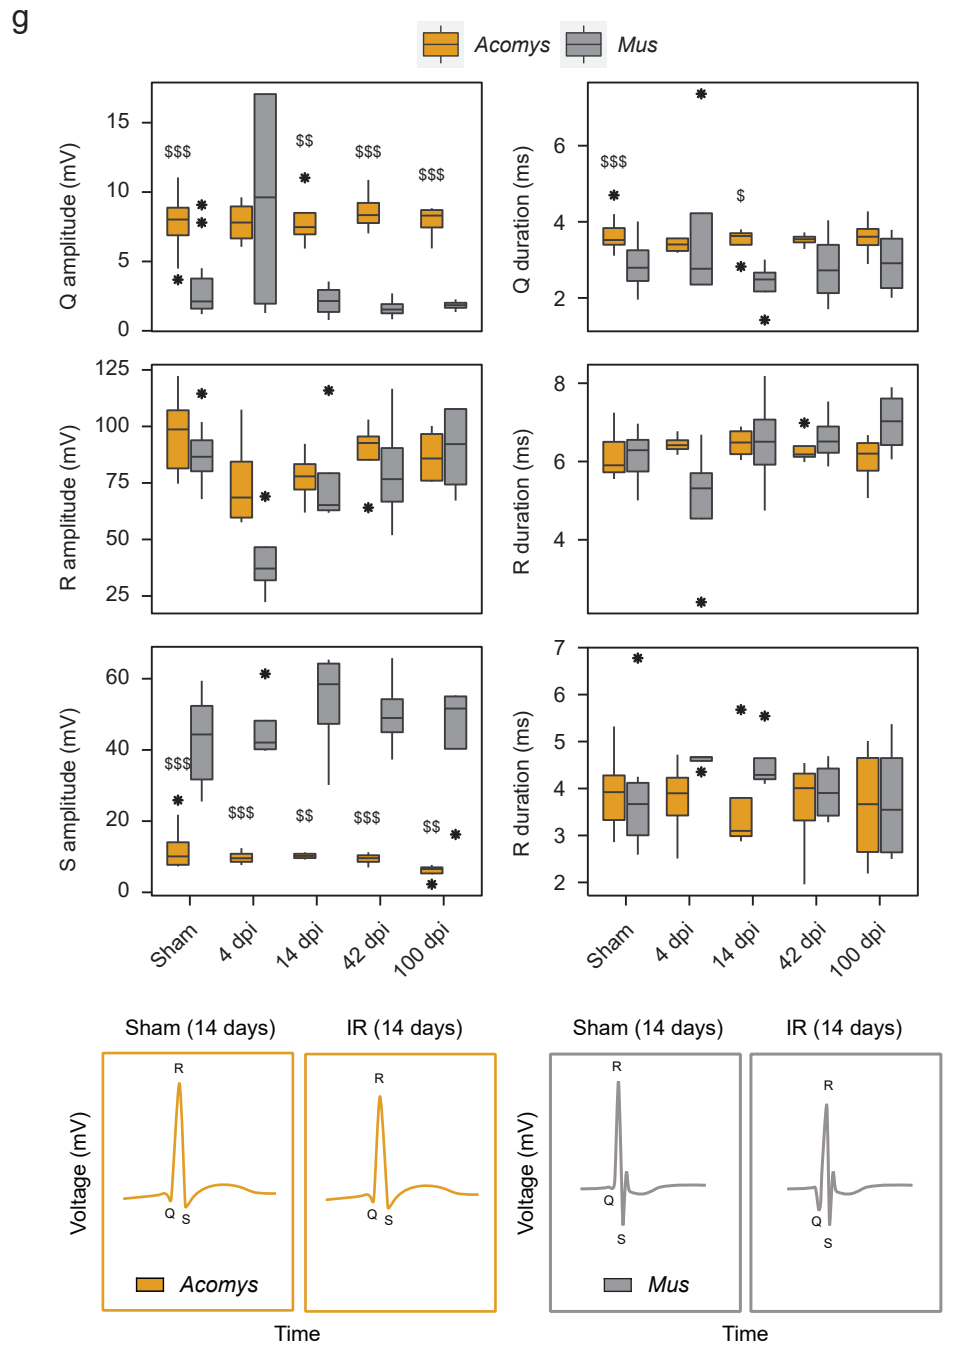 g
Acomys Mus
Q amplitude (mV)
15
10
5
0
$$$
$$
$$$
$$$
Q duration (ms)
6
4
2
$$$
$
R amplitude (mV)
125
100
75
50
25
R duration (ms)
8
6
4
S amplitude (mV)
60
40
20
0
$$$
$$$
$$
$$$
$$
Sham
4 dpi
14 dpi
42 dpi
100 dpi
R duration (ms)
7
6
5
4
3
2
Sham
4 dpi
14 dpi
42 dpi
100 dpi
Sham (14 days)
IR (14 days)
Sham (14 days)
IR (14 days)
Voltage (mV)
R
Q
S
Acomys
R
Q
S
Time
Voltage (mV)
R
Q
S
Mus
R
Q
S
Time